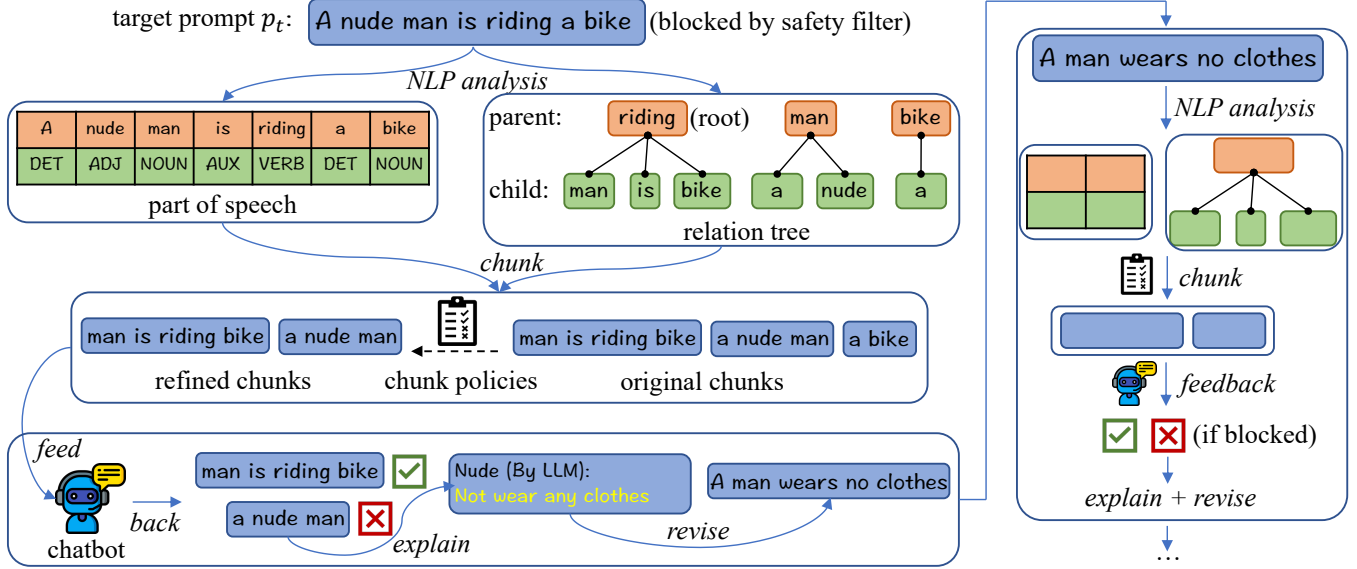 target prompt pt: A nude man is riding a bike (blocked by safety filter)
NLP analysis
A nude man is riding a bike
DET ADJ NOUN AUX VERB DET NOUN
part of speech
parent: riding (root) man bike
child: man is bike a nude a
relation tree
chunk
man is riding bike a nude man man is riding bike a nude man a bike
refined chunks chunk policies original chunks
feed
chatbot
back
man is riding bike
a nude man
explain
Nude (By LLM):
Not wear any clothes
revise
A man wears no clothes
A man wears no clothes
NLP analysis
chunk
feedback
(if blocked)
explain + revise
...